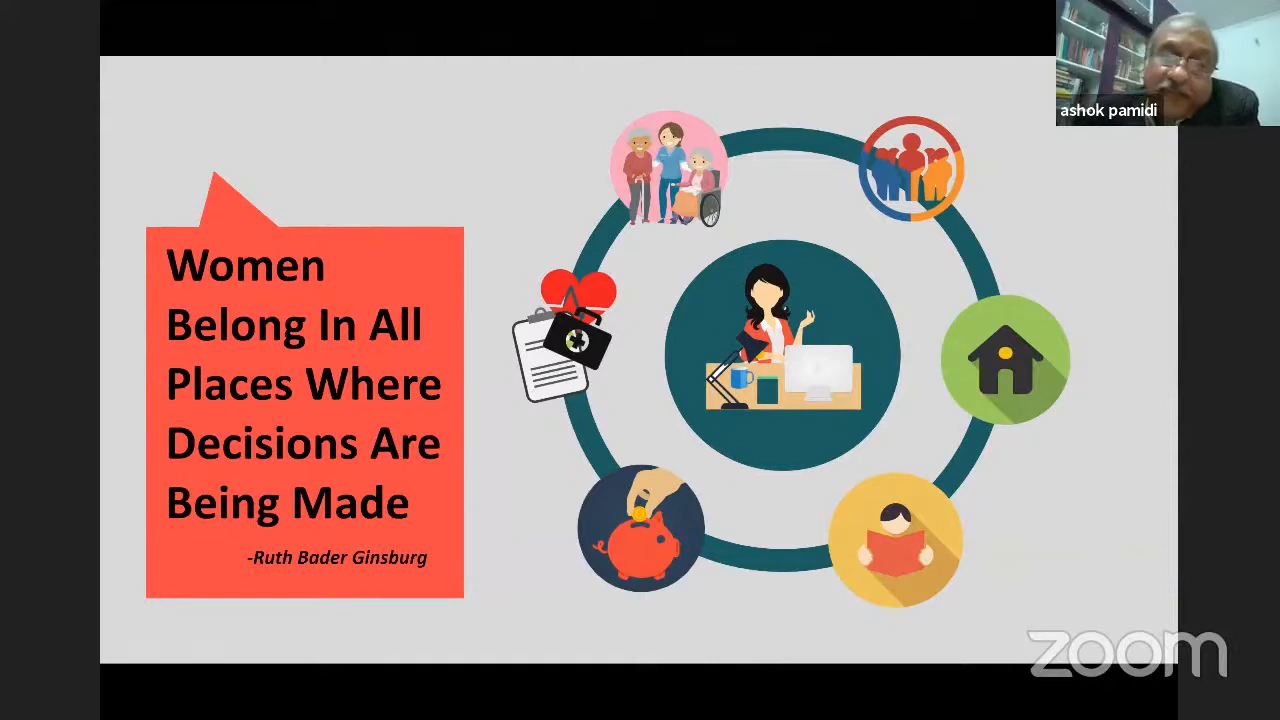 Women
Belong In All
Places Where
Decisions Are
Being Made
-Ruth Bader Ginsburg
ashok pamidi
zoom